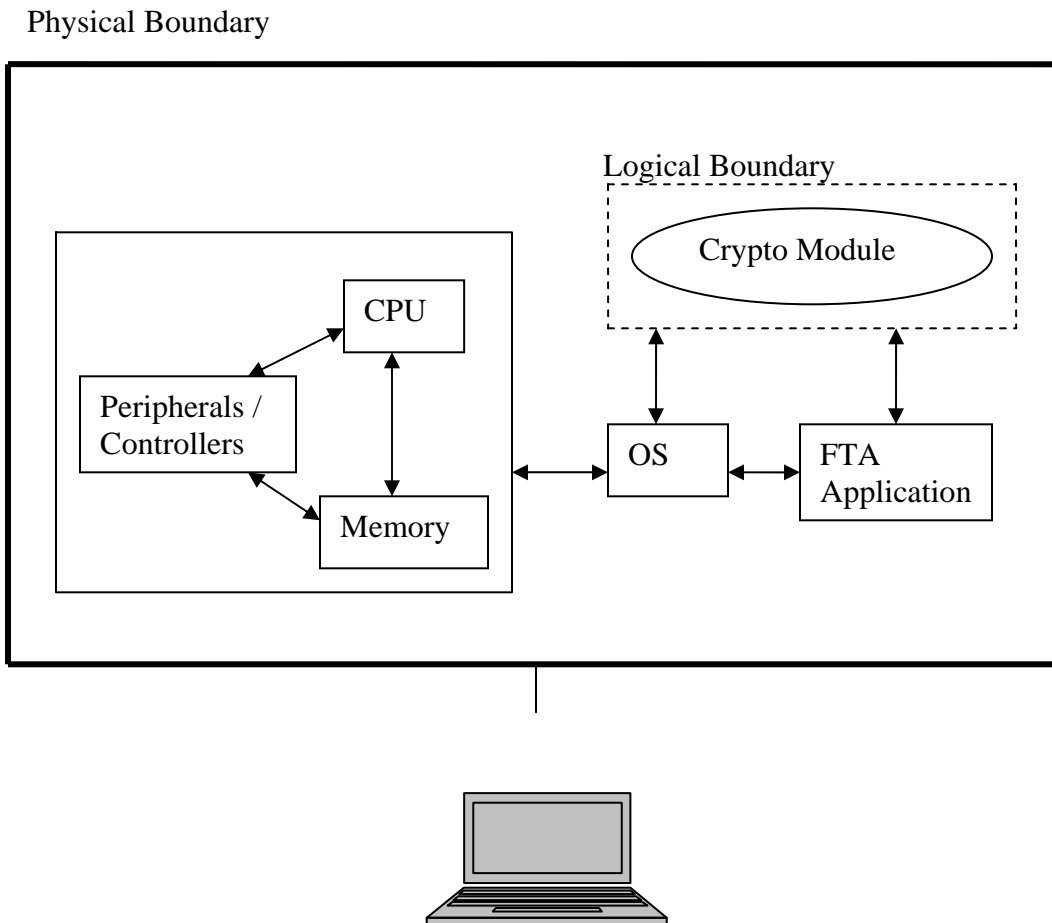 Physical Boundary
Logical Boundary
Crypto Module
CPU
Peripherals /
Controllers
OS
FTA
Application
Memory